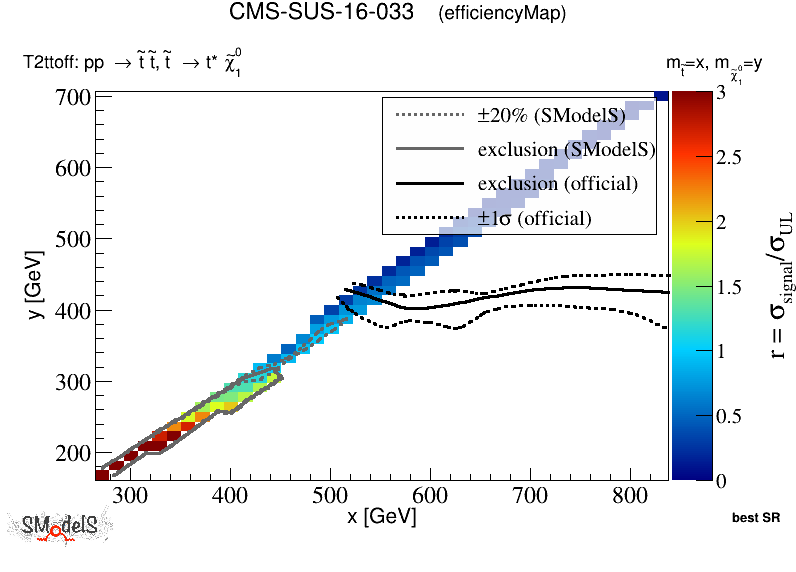 CMS-SUS-16-033 (efficiencyMap)
T2ttoff: pp → t̃ t̃, t̃ → t* χ̃⁰₁
m_t̃=x, m_χ̃⁰₁=y
±20% (SModelS)
exclusion (SModelS)
exclusion (official)
±1σ (official)
700
600
500
400
300
200
y [GeV]
300 400 500 600 700 800
x [GeV]
3
2.5
2
1.5
1
0.5
0
r = σ_signal/σ_UL
SModelS
best SR